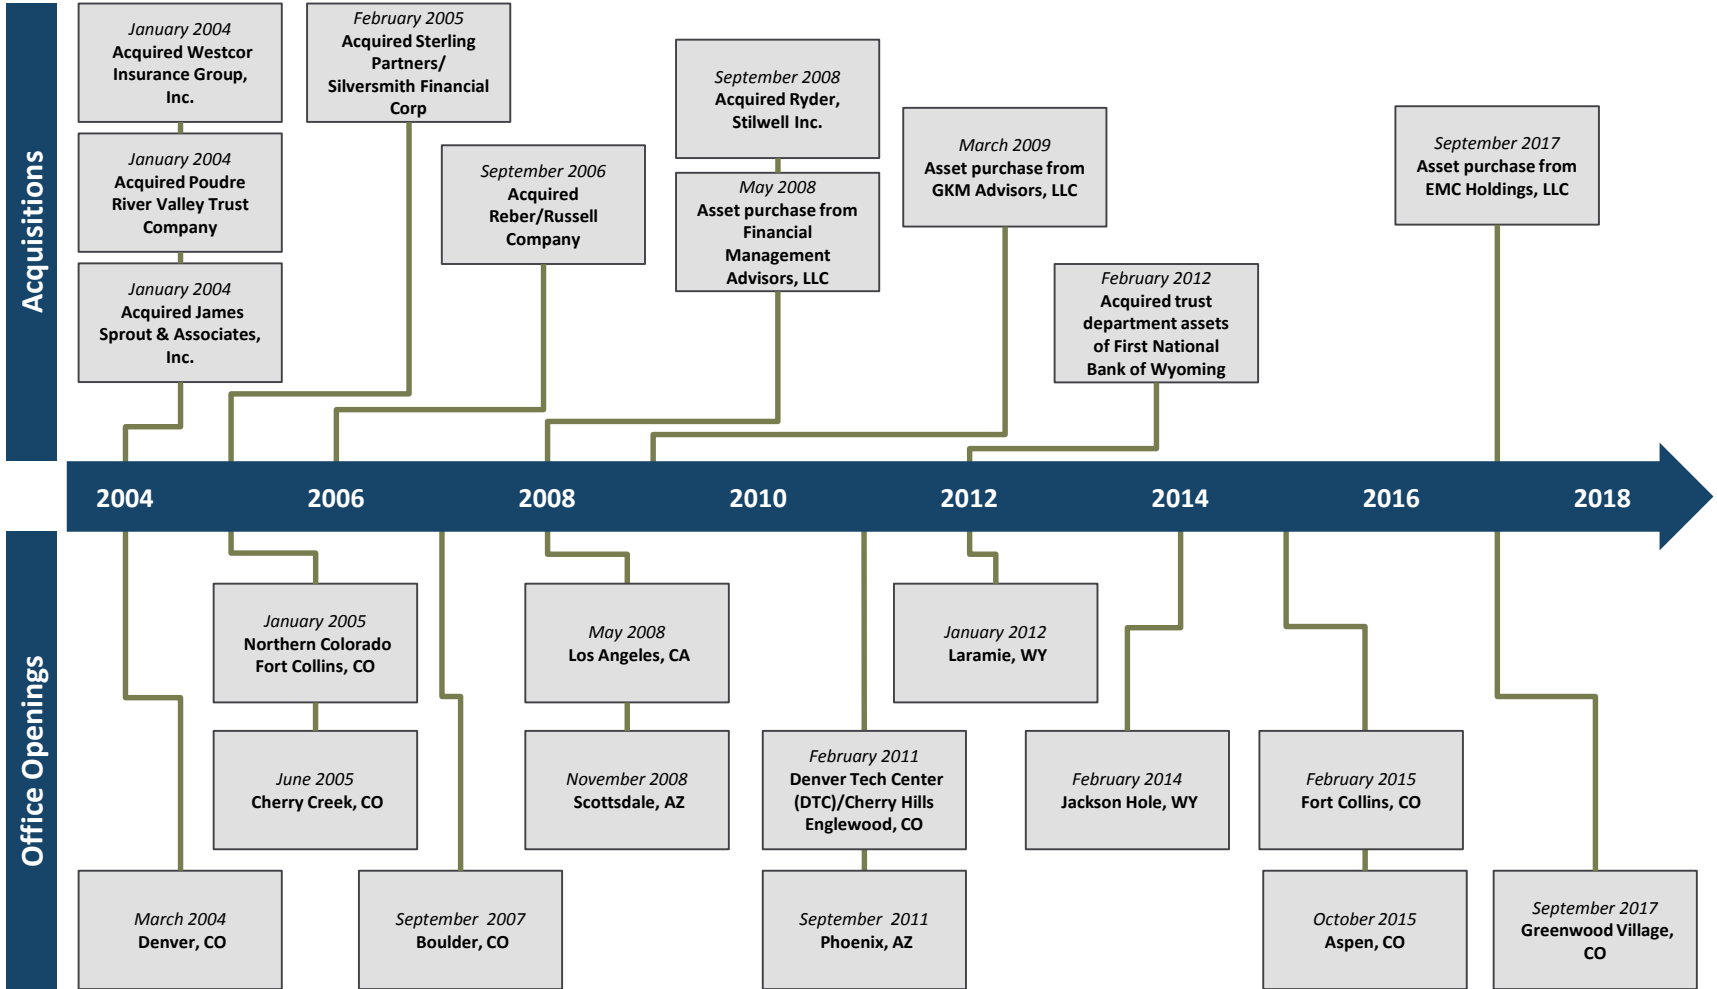 Acquisitions
January 2004
Acquired Westcor
Insurance Group,
Inc.
January 2004
Acquired Poudre
River Valley Trust
Company
January 2004
Acquired James
Sprout & Associates,
Inc.
February 2005
Acquired Sterling
Partners/
Silversmith Financial
Corp
September 2006
Acquired
Reber/Russell
Company
September 2008
Acquired Ryder,
Stilwell Inc.
May 2008
Asset purchase from
Financial
Management
Advisors, LLC
March 2009
Asset purchase from
GKM Advisors, LLC
February 2012
Acquired trust
department assets
of First National
Bank of Wyoming
September 2017
Asset purchase from
EMC Holdings, LLC
2004 2006 2008 2010 2012 2014 2016 2018
Office Openings
March 2004
Denver, CO
January 2005
Northern Colorado
Fort Collins, CO
June 2005
Cherry Creek, CO
September 2007
Boulder, CO
May 2008
Los Angeles, CA
November 2008
Scottsdale, AZ
February 2011
Denver Tech Center
(DTC)/Cherry Hills
Englewood, CO
September 2011
Phoenix, AZ
January 2012
Laramie, WY
February 2014
Jackson Hole, WY
February 2015
Fort Collins, CO
October 2015
Aspen, CO
September 2017
Greenwood Village,
CO